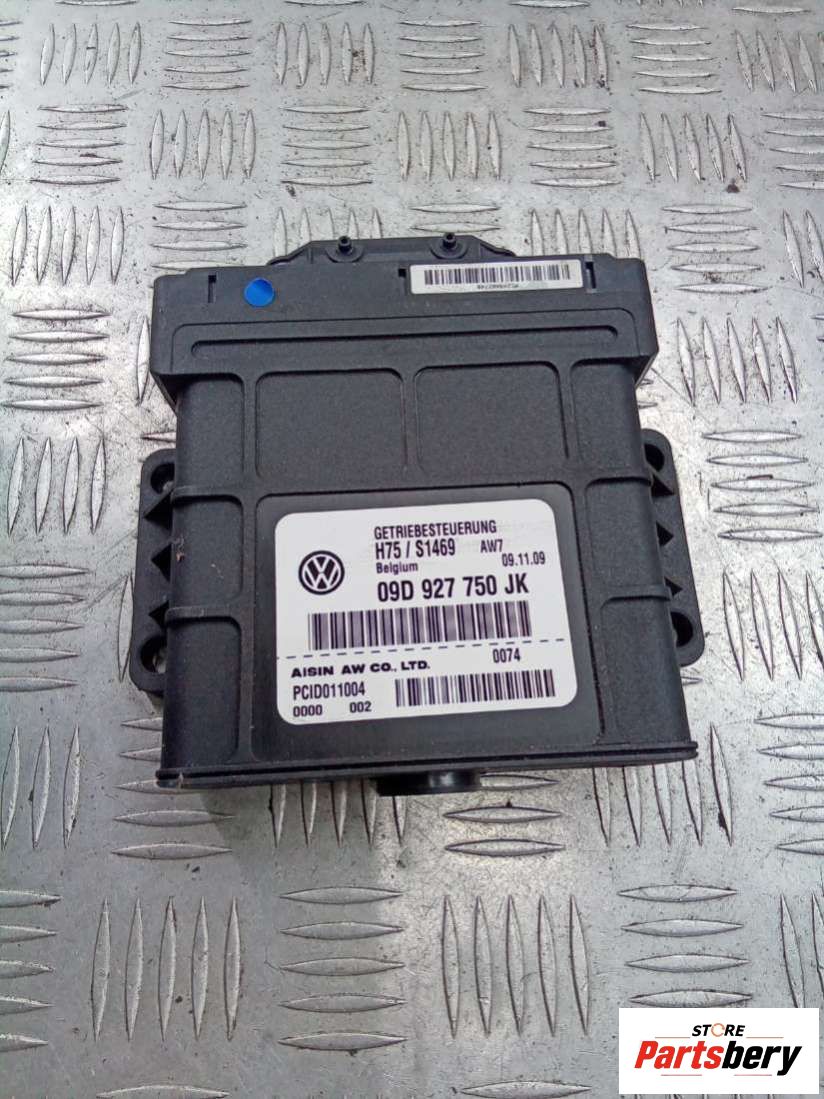 GETRIEBESTEUERUNG
H75 / S1469 AW7
Belgium 09.11.09
09D 927 750 JK
AISIN AW CO., LTD. 0074
PCID011004
0000 002
STORE
Partsbery